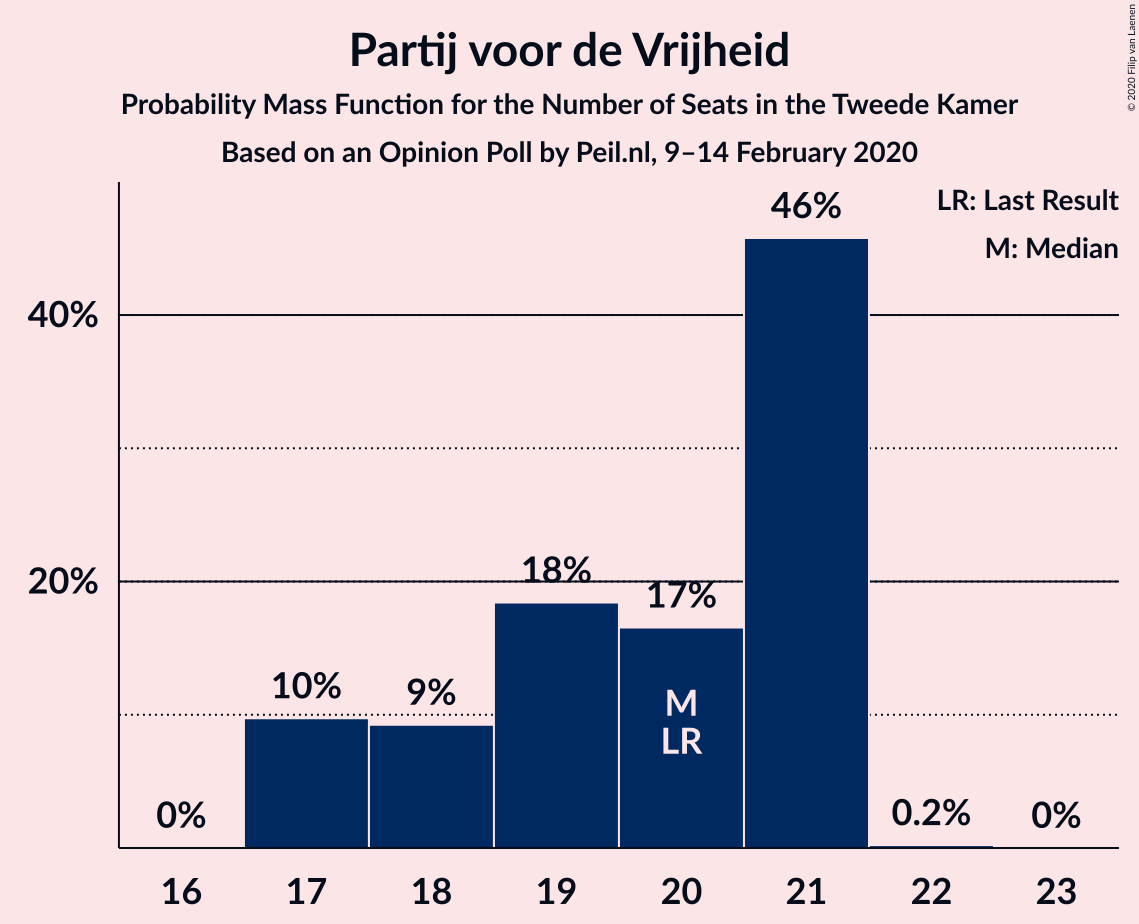 Partij voor de Vrijheid
Probability Mass Function for the Number of Seats in the Tweede Kamer
Based on an Opinion Poll by Peil.nl, 9–14 February 2020
© 2020 Filip van Laenen
LR: Last Result
M: Median
46%
40%
20%
18%
17%
10%
9%
M
LR
0%
0.2%
0%
16
17
18
19
20
21
22
23